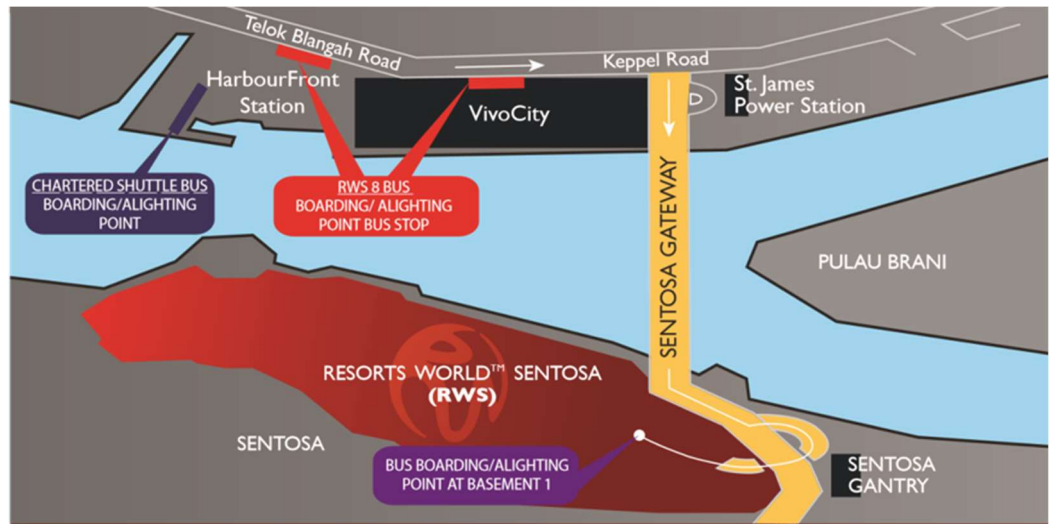 Telok Blangah Road
Keppel Road
HarbourFront
Station
VivoCity
St. James
Power Station
CHARTERED SHUTTLE BUS
BOARDING/ALIGHTING
POINT
RWS 8 BUS
BOARDING/ ALIGHTING
POINT BUS STOP
SENTOSA GATEWAY
PULAU BRANI
RESORTS WORLD™ SENTOSA
(RWS)
SENTOSA
BUS BOARDING/ALIGHTING
POINT AT BASEMENT 1
SENTOSA
GANTRY